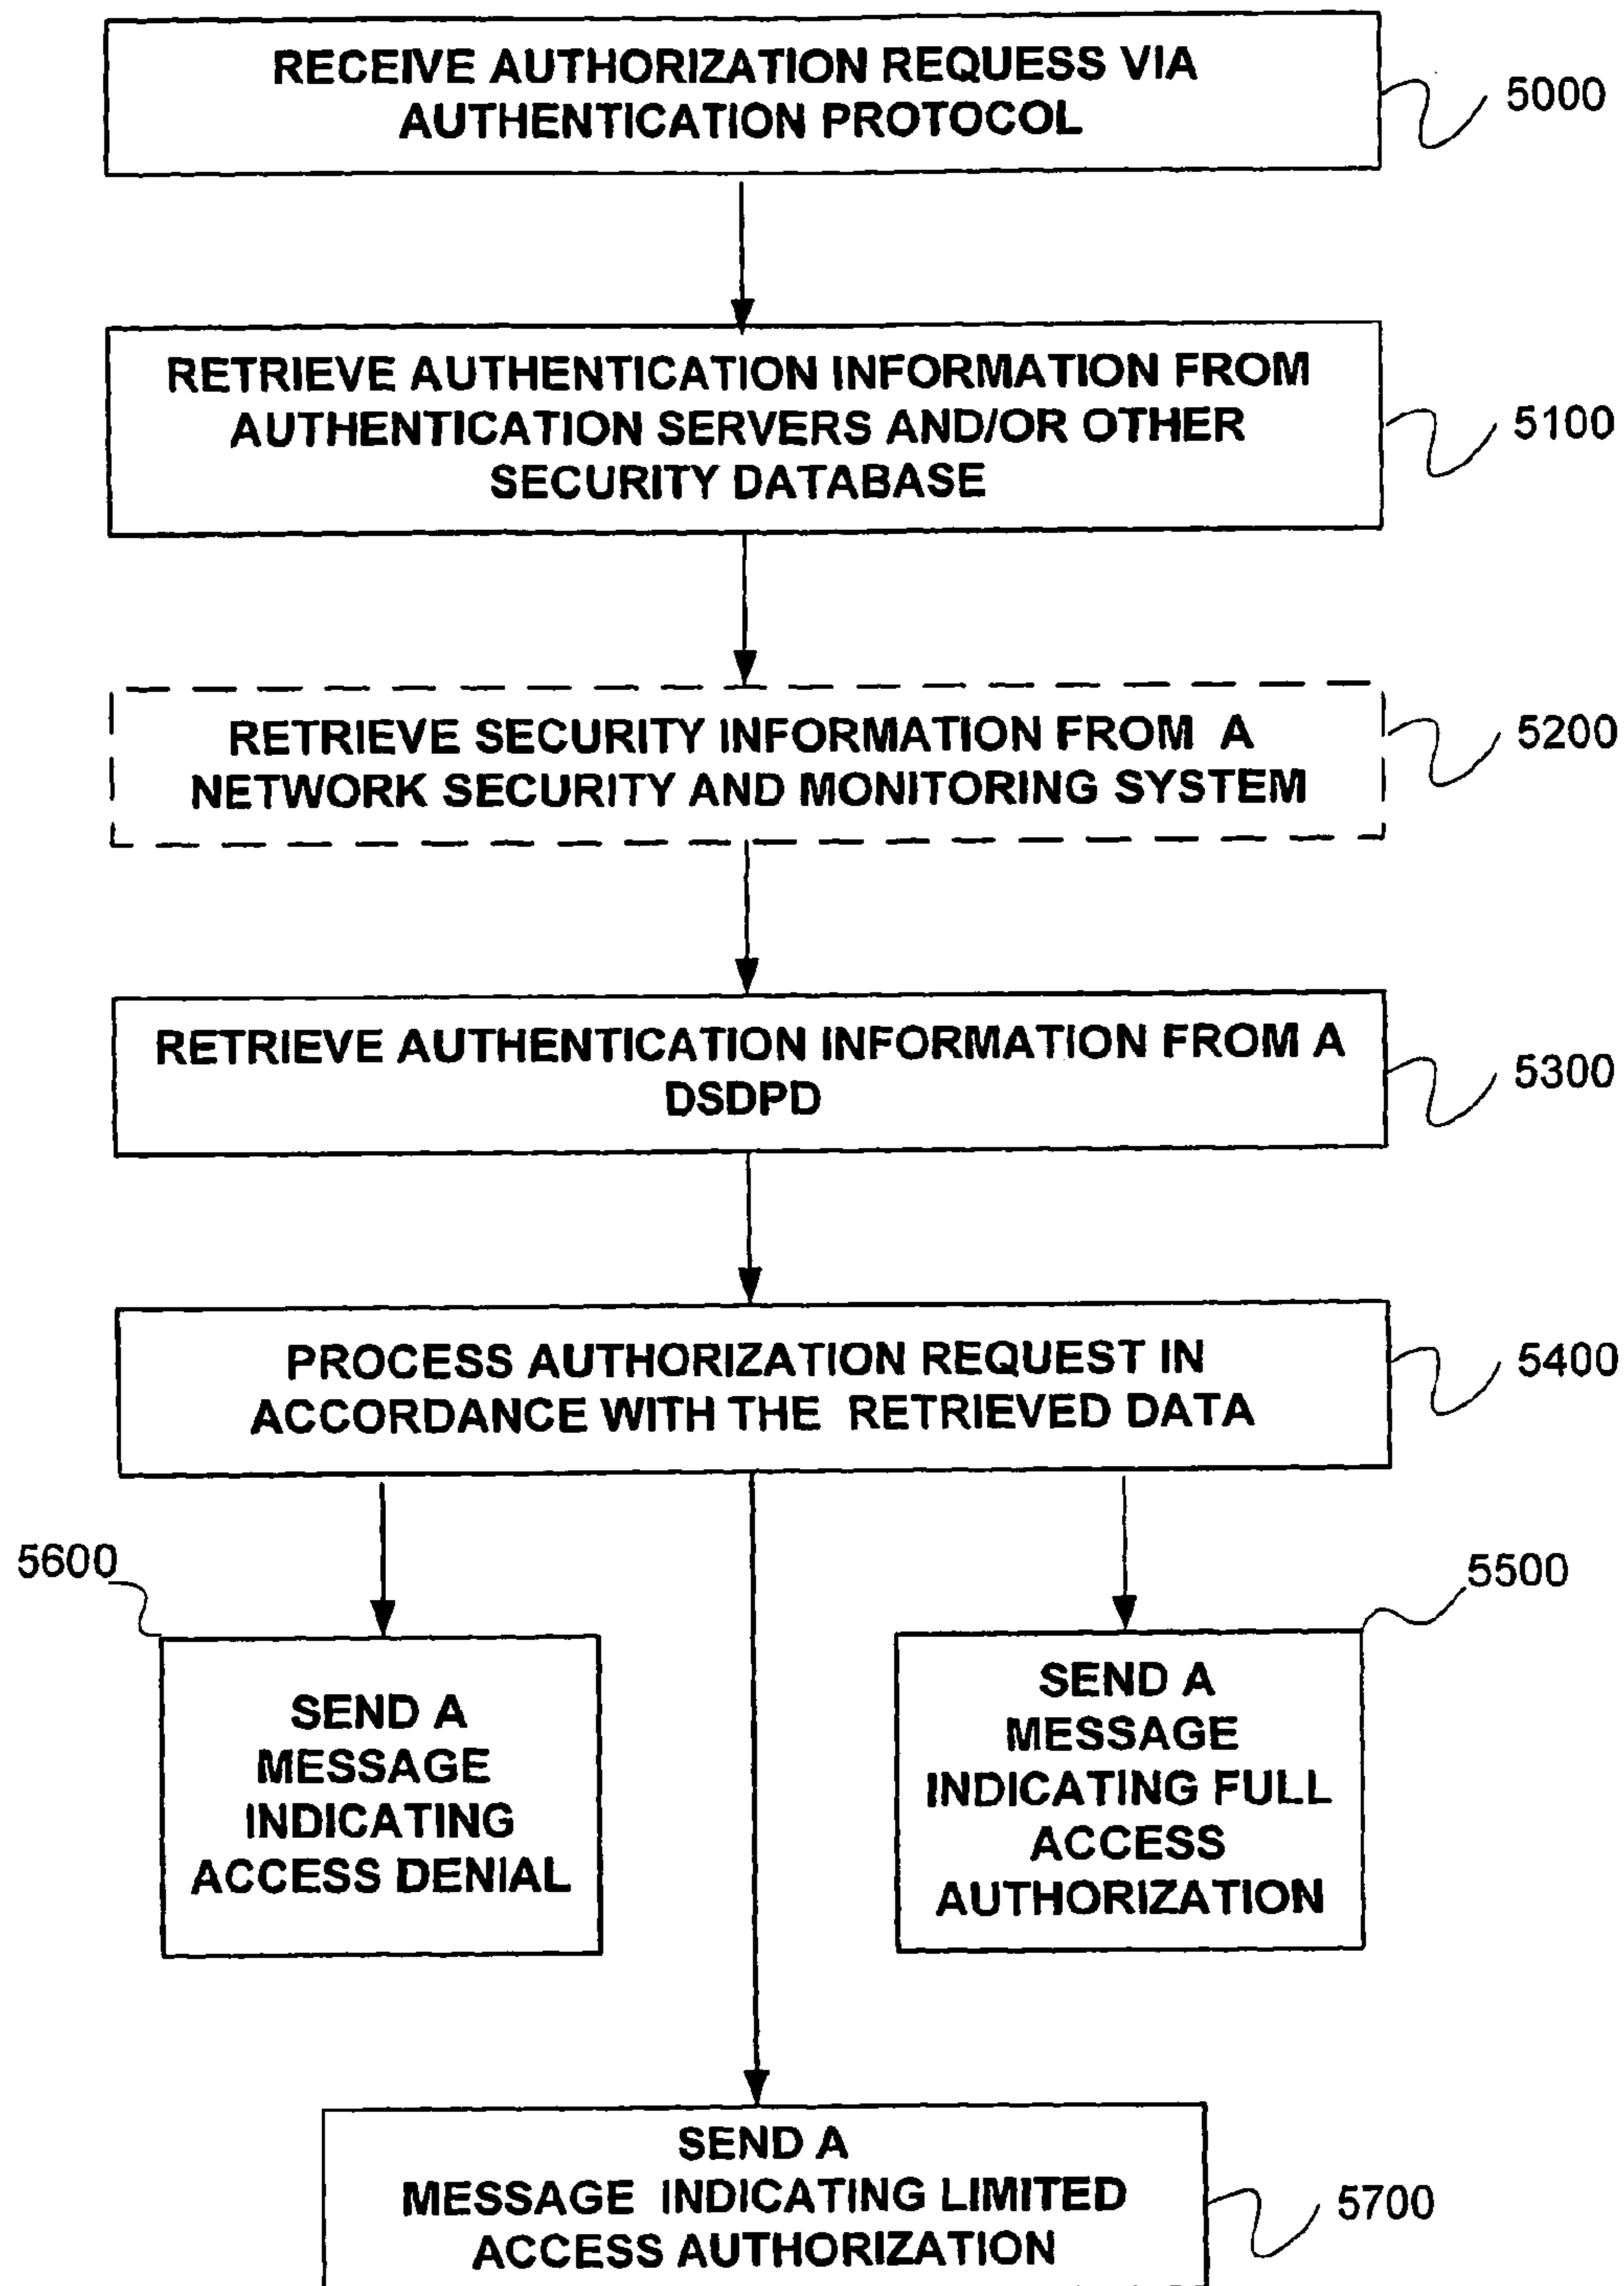 RECEIVE AUTHORIZATION REQUESS VIA
AUTHENTICATION PROTOCOL
5000
RETRIEVE AUTHENTICATION INFORMATION FROM
AUTHENTICATION SERVERS AND/OR OTHER
SECURITY DATABASE
5100
RETRIEVE SECURITY INFORMATION FROM A
NETWORK SECURITY AND MONITORING SYSTEM
5200
RETRIEVE AUTHENTICATION INFORMATION FROM A
DSDPD
5300
PROCESS AUTHORIZATION REQUEST IN
ACCORDANCE WITH THE RETRIEVED DATA
5400
5600
SEND A
MESSAGE
INDICATING
ACCESS DENIAL
5500
SEND A
MESSAGE
INDICATING FULL
ACCESS
AUTHORIZATION
SEND A
MESSAGE INDICATING LIMITED
ACCESS AUTHORIZATION
5700